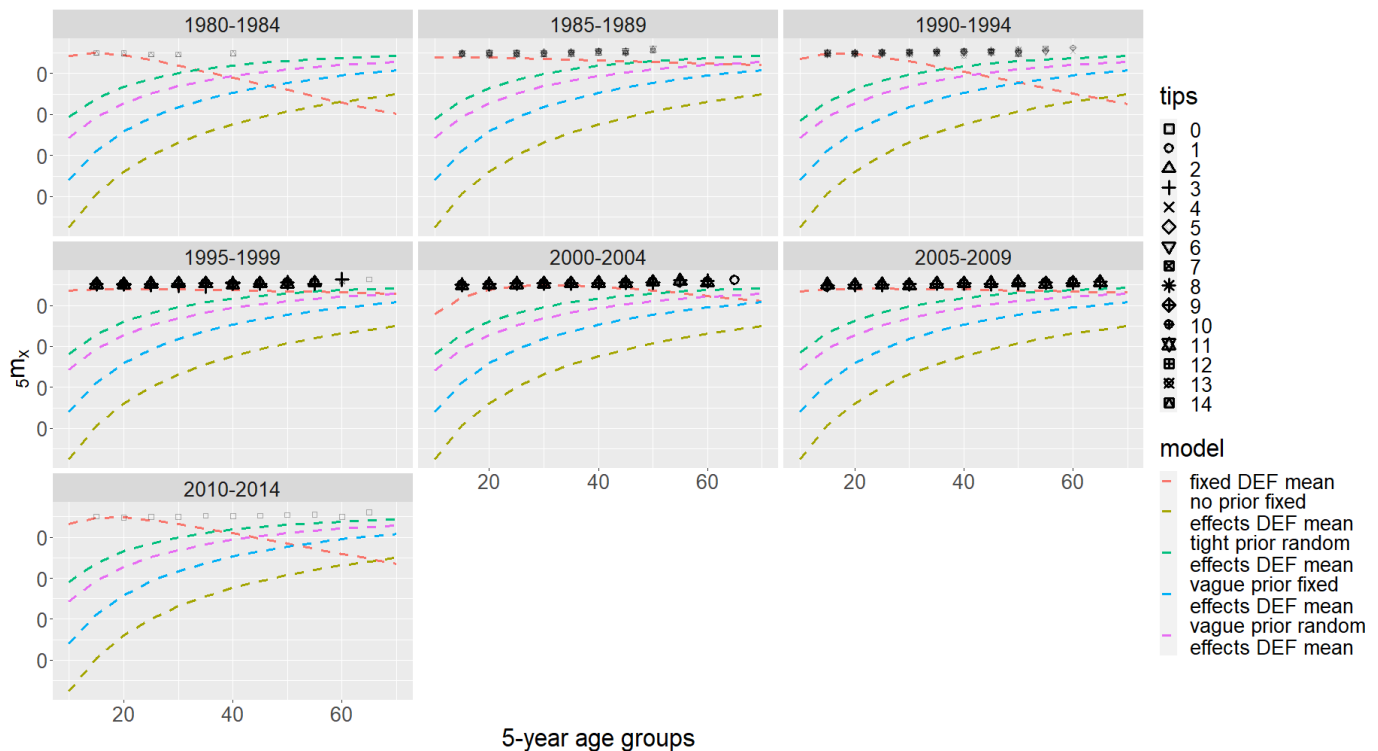 1980-1984
1985-1989
1990-1994
0
0
0
0
1995-1999
2000-2004
2005-2009
0
0
0
0
20 40 60
20 40 60
2010-2014
0
0
0
0
20 40 60
5mx
5-year age groups
tips
0
1
2
3
4
5
6
7
8
9
10
11
12
13
14
model
fixed DEF mean
no prior fixed
effects DEF mean
tight prior random
effects DEF mean
vague prior fixed
effects DEF mean
vague prior random
effects DEF mean